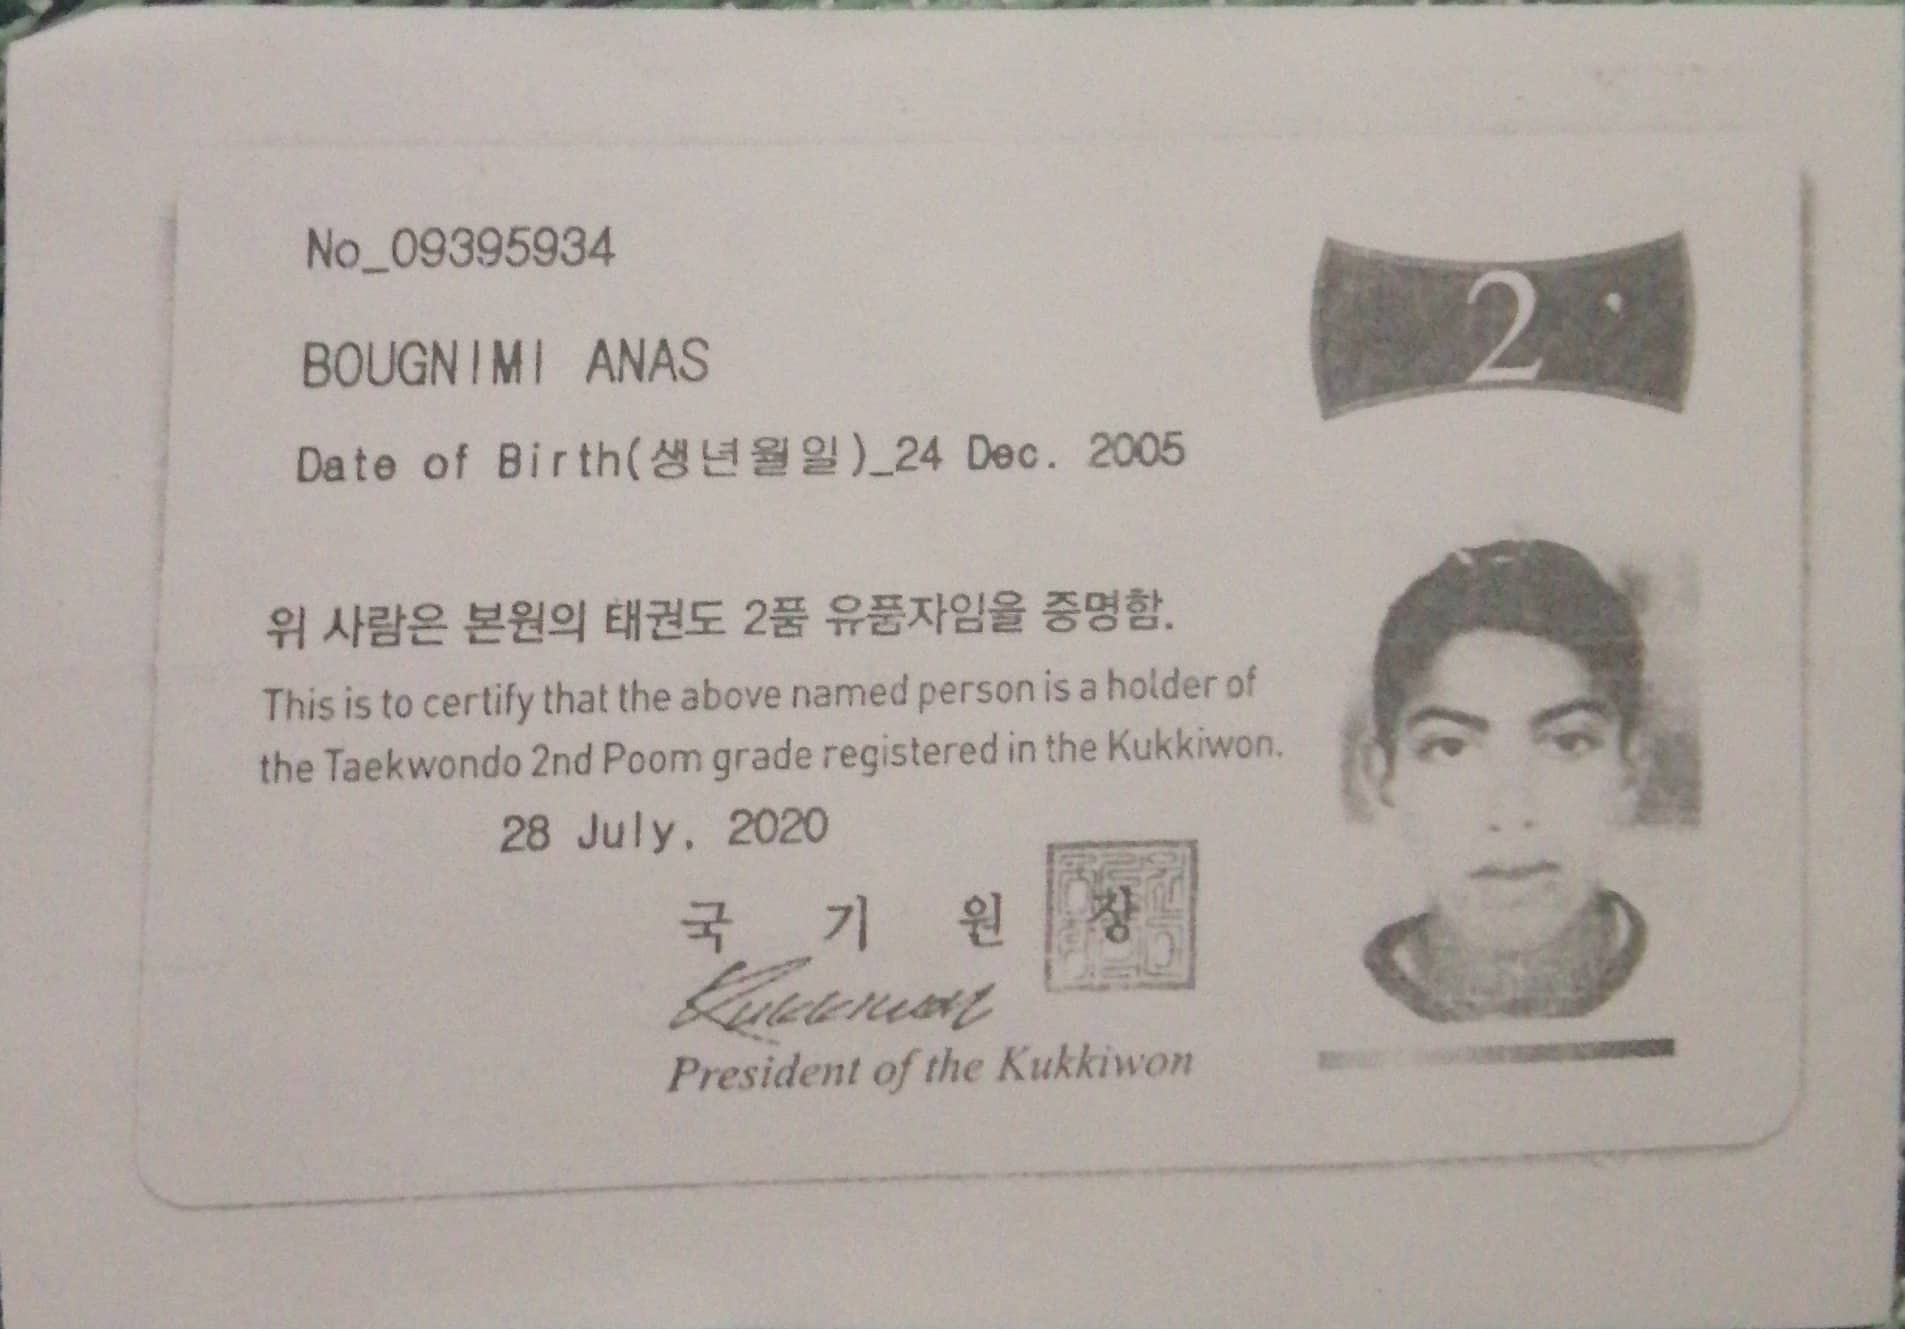 No_09395934
2
BOUGNIMI ANAS
Date of Birth(생년월일)_24 Dec. 2005
위 사람은 본원의 태권도 2품 유품자임을 증명함.
This is to certify that the above named person is a holder of
the Taekwondo 2nd Poom grade registered in the Kukkiwon.
28 July, 2020
국 기 원 장
Kukkiwon
President of the Kukkiwon